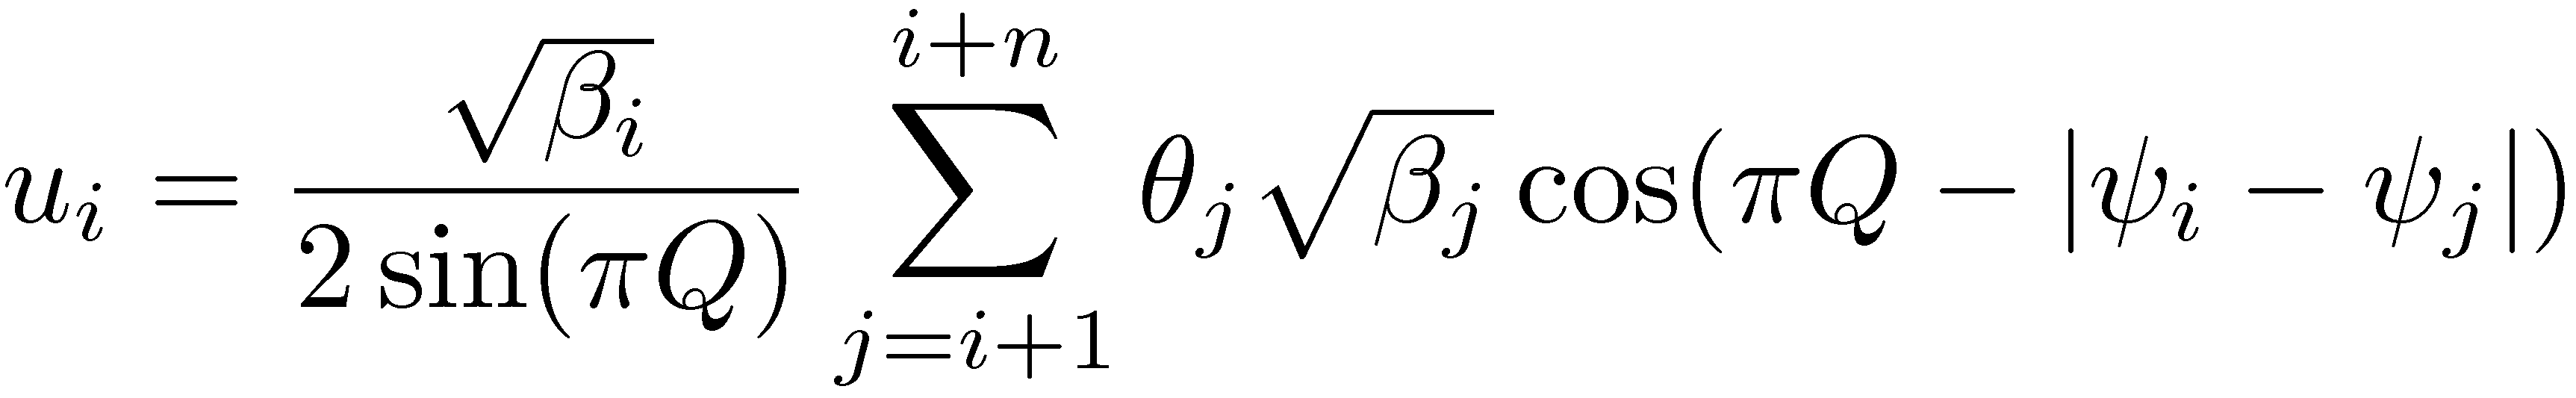 u_i = \frac{\sqrt{\beta_i}}{2\sin(\pi Q)} \sum_{j=i+1}^{i+n} \theta_j \sqrt{\beta_j} \cos(\pi Q - |\psi_i - \psi_j|)